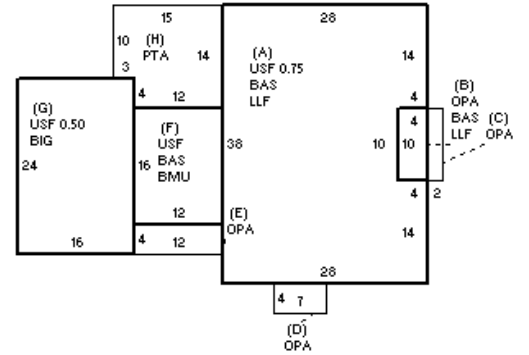 15
28
10
(H)
PTA
3
14
(A)
USF 0.75
BAS
LLF
14
4
12
4
(G)
USF 0.50
BIG
24
(F)
USF
BAS
BMU
16
38
10
4
10
(B)
OPA
BAS
LLF
(C)
OPA
12
(E)
OPA
4
2
16
4
12
14
28
4
7
(D)
OPA